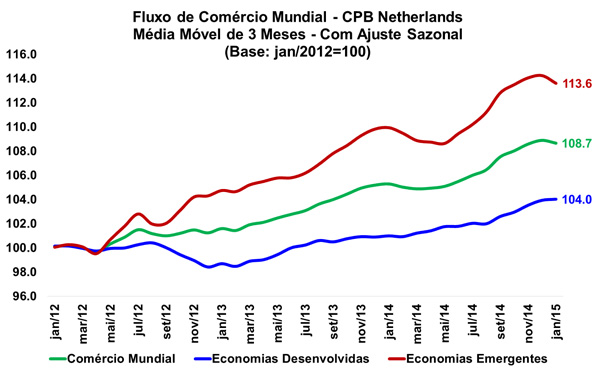 Fluxo de Comércio Mundial - CPB Netherlands
Média Móvel de 3 Meses - Com Ajuste Sazonal
(Base: jan/2012=100)
116.0
114.0
112.0
110.0
108.0
106.0
104.0
102.0
100.0
98.0
96.0
113.6
108.7
104.0
jan/12
mar/12
mai/12
jul/12
set/12
nov/12
jan/13
mar/13
mai/13
jul/13
set/13
nov/13
jan/14
mar/14
mai/14
jul/14
set/14
nov/14
jan/15
Comércio Mundial
Economias Desenvolvidas
Economias Emergentes